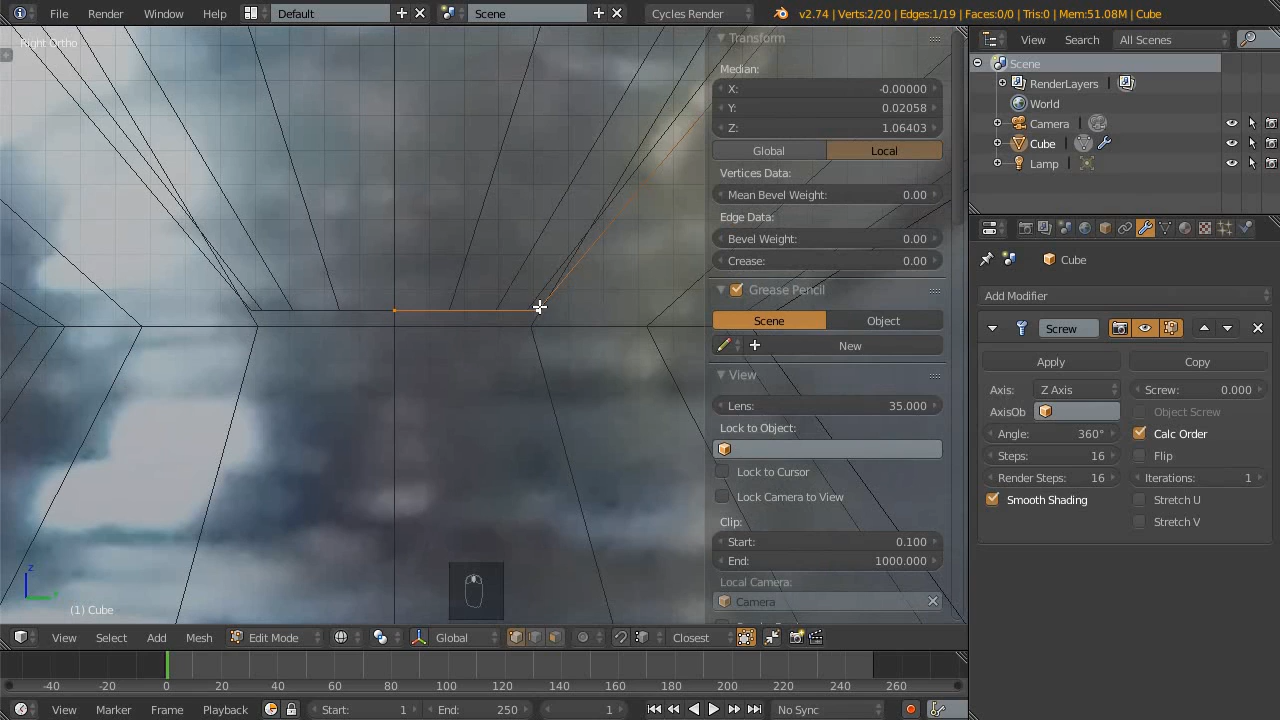 File Render Window Help Default Scene Cycles Render v2.74 | Verts:2/20 | Edges:1/19 | Faces:0/0 | Tris:0 | Mem:51.08M | Cube
Right Ortho
Transform
Median:
X: -0.00000
Y: 0.02058
Z: 1.06403
Global Local
Vertices Data:
Mean Bevel Weight: 0.00
Edge Data:
Bevel Weight: 0.00
Crease: 0.00
Grease Pencil
Scene Object
New
View
Lens: 35.000
Lock to Object:
Lock to Cursor
Lock Camera to View
Clip:
Start: 0.100
End: 1000.000
Local Camera:
Camera
z
(1) Cube
View Select Add Mesh Edit Mode Global Closest
-40 -20 0 20 40 60 80 100 120 140 160 180 200 220 240 260
View Marker Frame Playback Start: 1 End: 250 1 No Sync
View Search All Scenes
Scene
RenderLayers
World
Camera
Cube
Lamp
Cube
Add Modifier
Screw
Apply Copy
Axis: Z Axis Screw: 0.000
AxisOb Object Screw
Angle: 360° Calc Order
Steps: 16 Flip
Render Steps: 16 Iterations: 1
Smooth Shading Stretch U
Stretch V